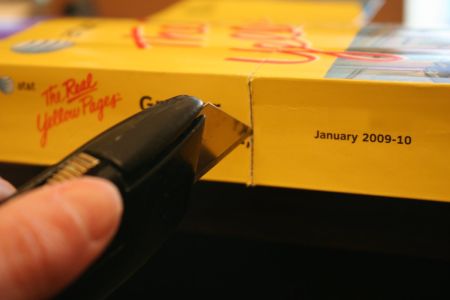 at&t
The Real
Yellow Pages
January 2009-10